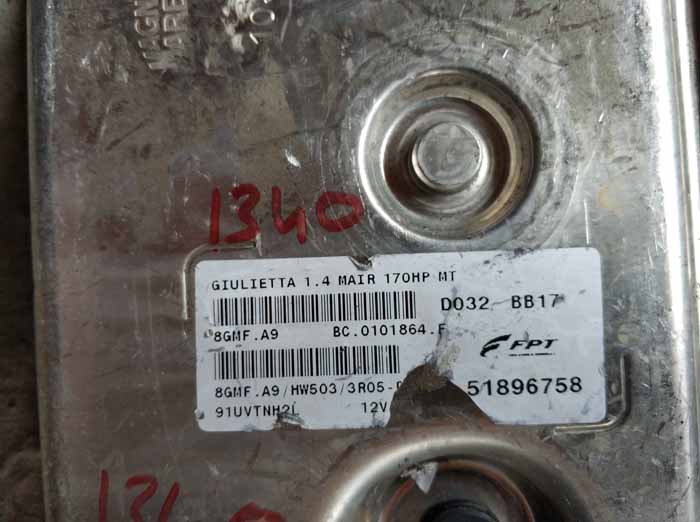 1340
GIULIETTA 1.4 MAIR 170HP MT
D032 BB17
8GMF.A9 BC.0101864.F
FPT
8GMF.A9/HW503/3R05-
51896758
91UVTNH2L 12V